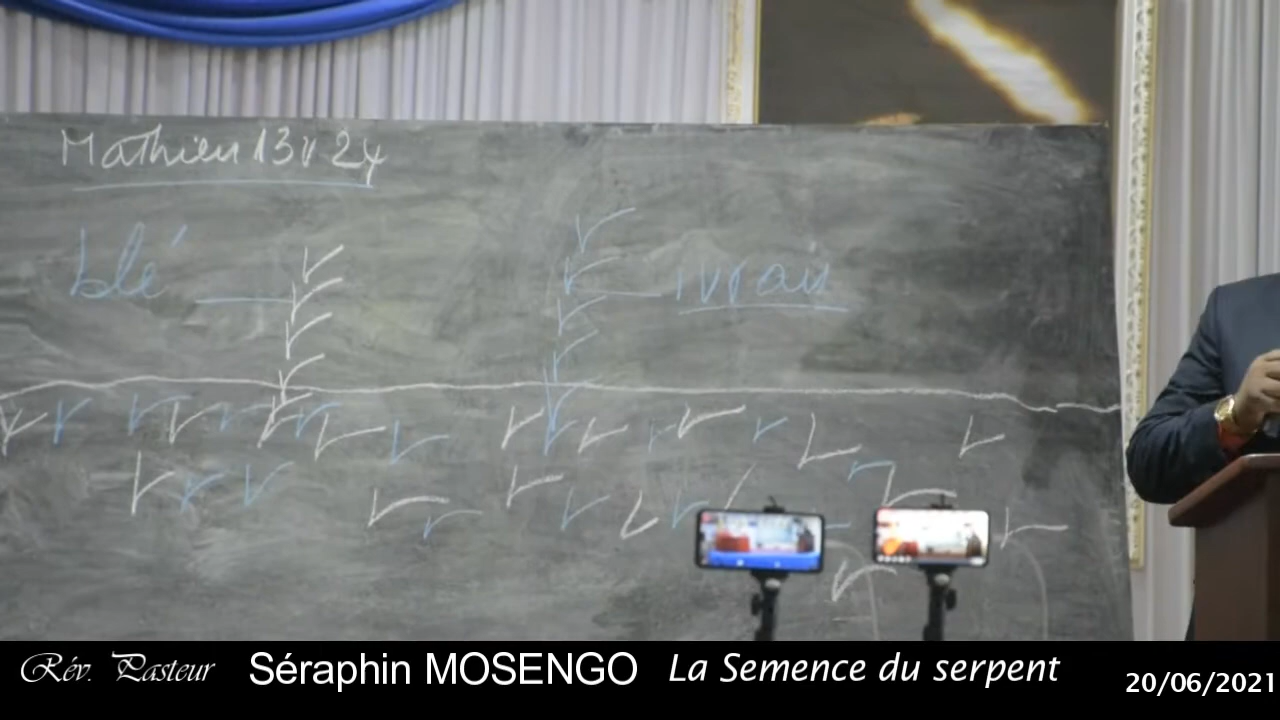 Mathieu 13 v 24
blé
ivraie
Rév. Pasteur Séraphin MOSENGO La Semence du serpent 20/06/2021